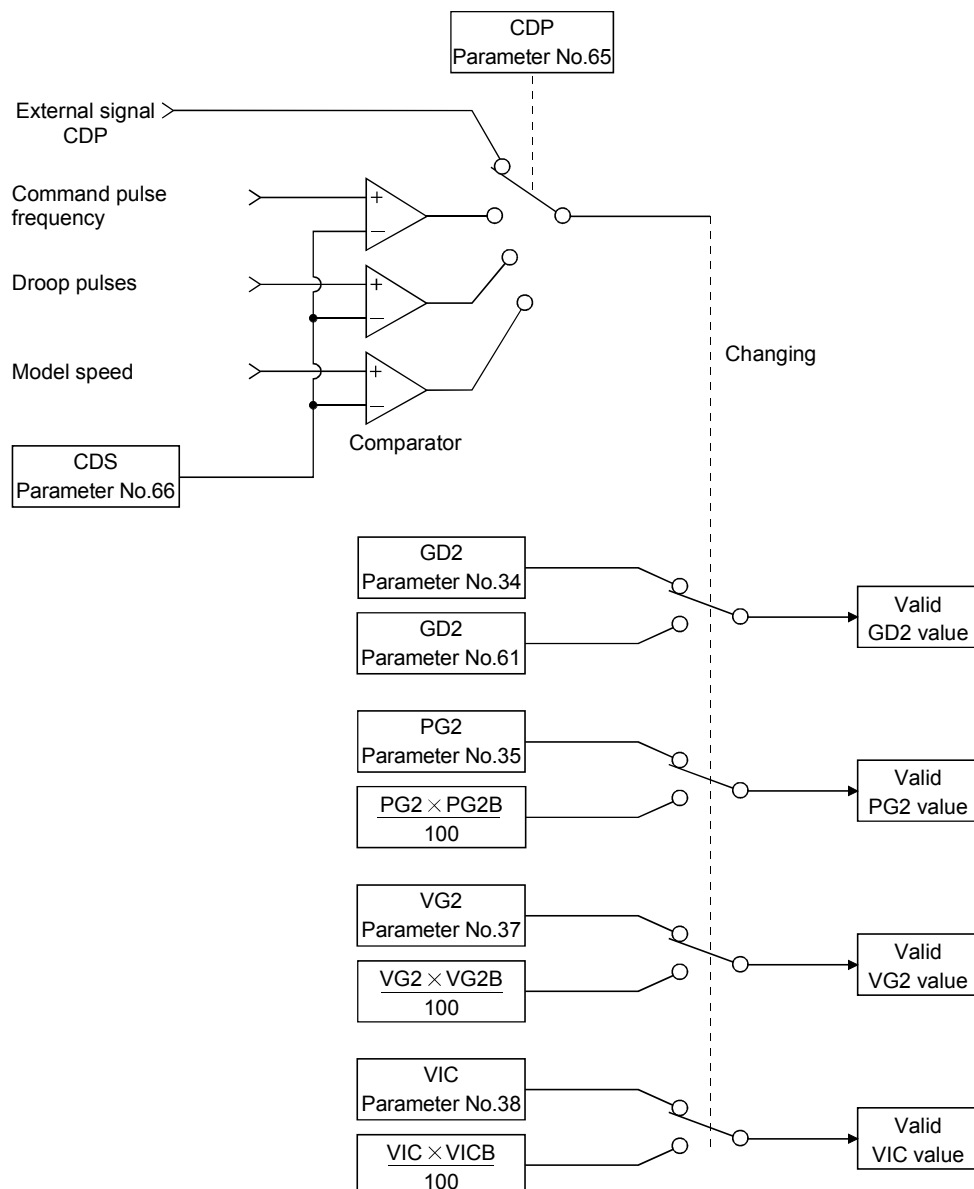 CDP
Parameter No.65
External signal
CDP
Command pulse
frequency
+
−
Droop pulses
+
−
Model speed
+
−
Changing
Comparator
CDS
Parameter No.66
GD2
Parameter No.34
GD2
Parameter No.61
Valid
GD2 value
PG2
Parameter No.35
PG2 × PG2B
100
Valid
PG2 value
VG2
Parameter No.37
VG2 × VG2B
100
Valid
VG2 value
VIC
Parameter No.38
VIC × VICB
100
Valid
VIC value